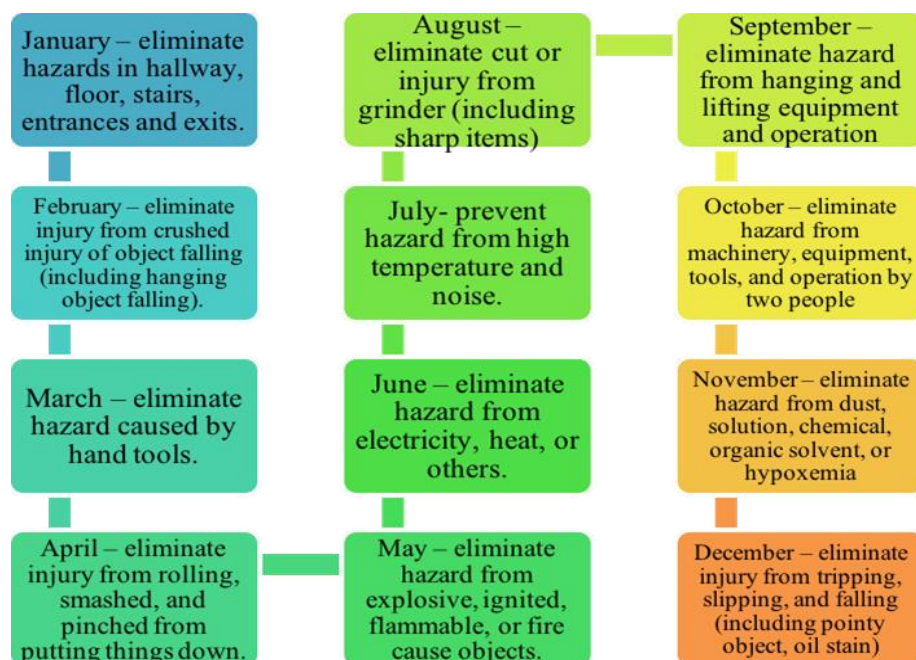 January – eliminate
hazards in hallway,
floor, stairs,
entrances and exits.
February – eliminate
injury from crushed
injury of object falling
(including hanging
object falling).
March – eliminate
hazard caused by
hand tools.
April – eliminate
injury from rolling,
smashed, and
pinched from
putting things down.
May – eliminate
hazard from
explosive, ignited,
flammable, or fire
cause objects.
June – eliminate
hazard from
electricity, heat, or
others.
July- prevent
hazard from high
temperature and
noise.
August –
eliminate cut or
injury from
grinder (including
sharp items)
September –
eliminate hazard
from hanging and
lifting equipment
and operation
October – eliminate
hazard from
machinery, equipment,
tools, and operation by
two people
November – eliminate
hazard from dust,
solution, chemical,
organic solvent, or
hypoxemia
December – eliminate
injury from tripping,
slipping, and falling
(including pointy
object, oil stain)